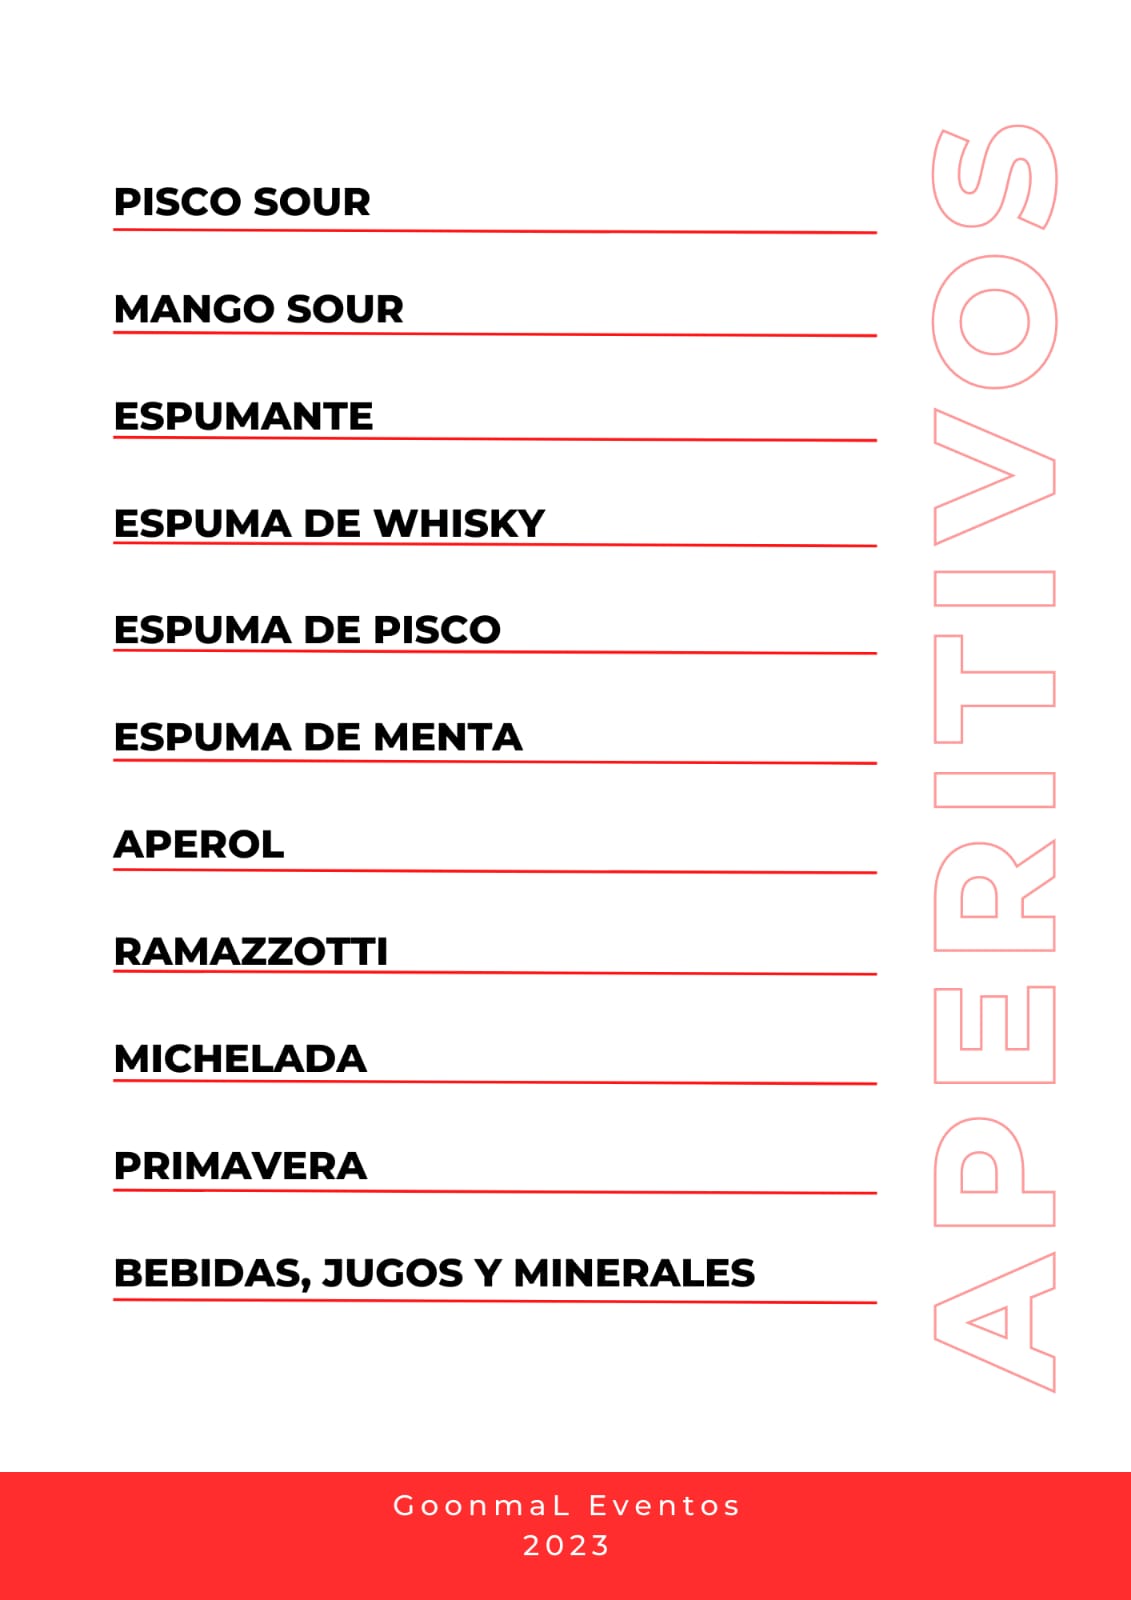 PISCO SOUR
MANGO SOUR
ESPUMANTE
ESPUMA DE WHISKY
ESPUMA DE PISCO
ESPUMA DE MENTA
APEROL
RAMAZZOTTI
MICHELADA
PRIMAVERA
BEBIDAS, JUGOS Y MINERALES
APERITIVOS
GoonmaL Eventos
2023